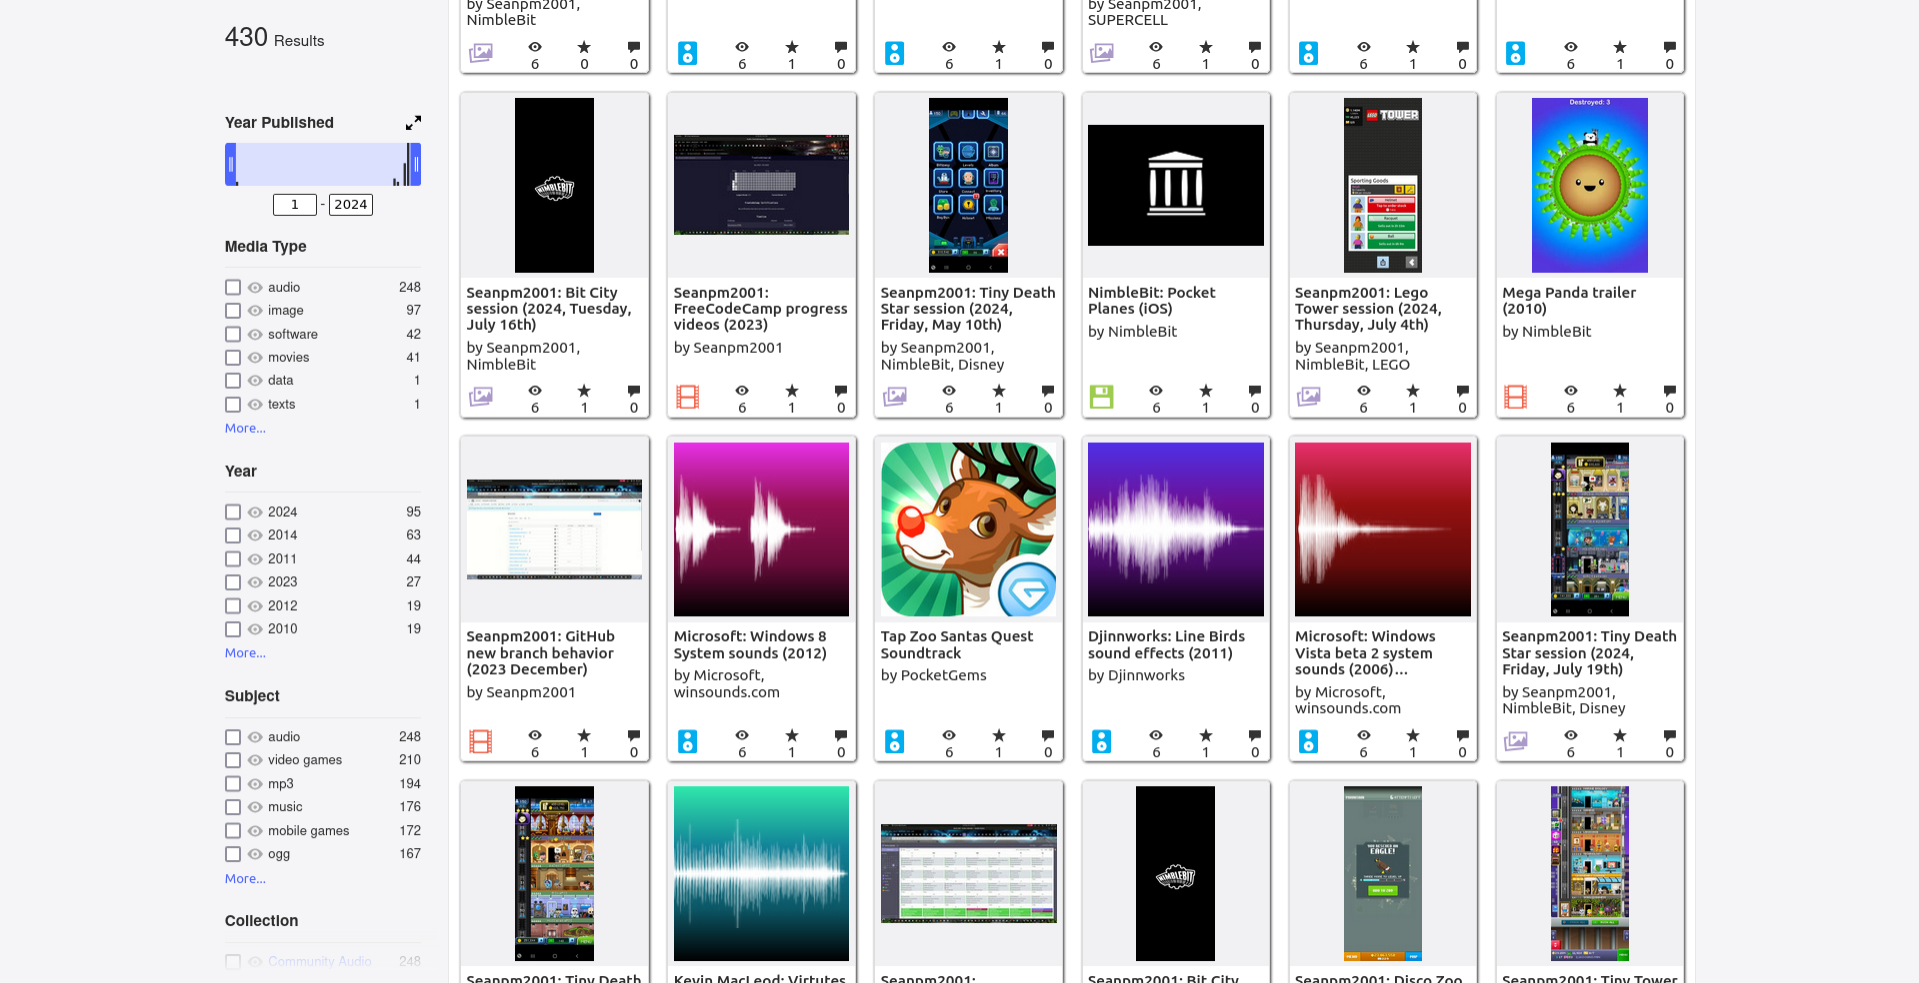 430 Results
Year Published
1 - 2024
Media Type
audio 248
image 97
software 42
movies 41
data 1
texts 1
More...
Year
2024 95
2014 63
2011 44
2023 27
2012 19
2010 19
More...
Subject
audio 248
video games 210
mp3 194
music 176
mobile games 172
ogg 167
More...
Collection
Community Audio 248
by Seanpm2001,
NimbleBit
6 0 0
6 1 0
6 1 0
by Seanpm2001,
SUPERCELL
6 1 0
6 1 0
6 1 0
NIMBLEBIT
Seanpm2001: Bit City
session (2024, Tuesday,
July 16th)
by Seanpm2001,
NimbleBit
6 1 0
Seanpm2001:
FreeCodeCamp progress
videos (2023)
by Seanpm2001
6 1 0
Seanpm2001: Tiny Death
Star session (2024,
Friday, May 10th)
by Seanpm2001,
NimbleBit, Disney
6 1 0
NimbleBit: Pocket
Planes (iOS)
by NimbleBit
6 1 0
LEGO TOWER
Sporting Goods
Seanpm2001: Lego
Tower session (2024,
Thursday, July 4th)
by Seanpm2001,
NimbleBit, LEGO
6 1 0
Destroyed: 3
Mega Panda trailer
(2010)
by NimbleBit
6 1 0
Seanpm2001: GitHub
new branch behavior
(2023 December)
by Seanpm2001
6 1 0
Microsoft: Windows 8
System sounds (2012)
by Microsoft,
winsounds.com
6 1 0
Tap Zoo Santas Quest
Soundtrack
by PocketGems
6 1 0
Djinnworks: Line Birds
sound effects (2011)
by Djinnworks
6 1 0
Microsoft: Windows
Vista beta 2 system
sounds (2006)...
by Microsoft,
winsounds.com
6 1 0
Seanpm2001: Tiny Death
Star session (2024,
Friday, July 19th)
by Seanpm2001,
NimbleBit, Disney
6 1 0
Seanpm2001: Tiny Death
Kevin MacLeod: Virtutes
Seanpm2001:
NIMBLEBIT
Seanpm2001: Bit City
EAGLE!
Seanpm2001: Disco Zoo
Seanpm2001: Tiny Tower